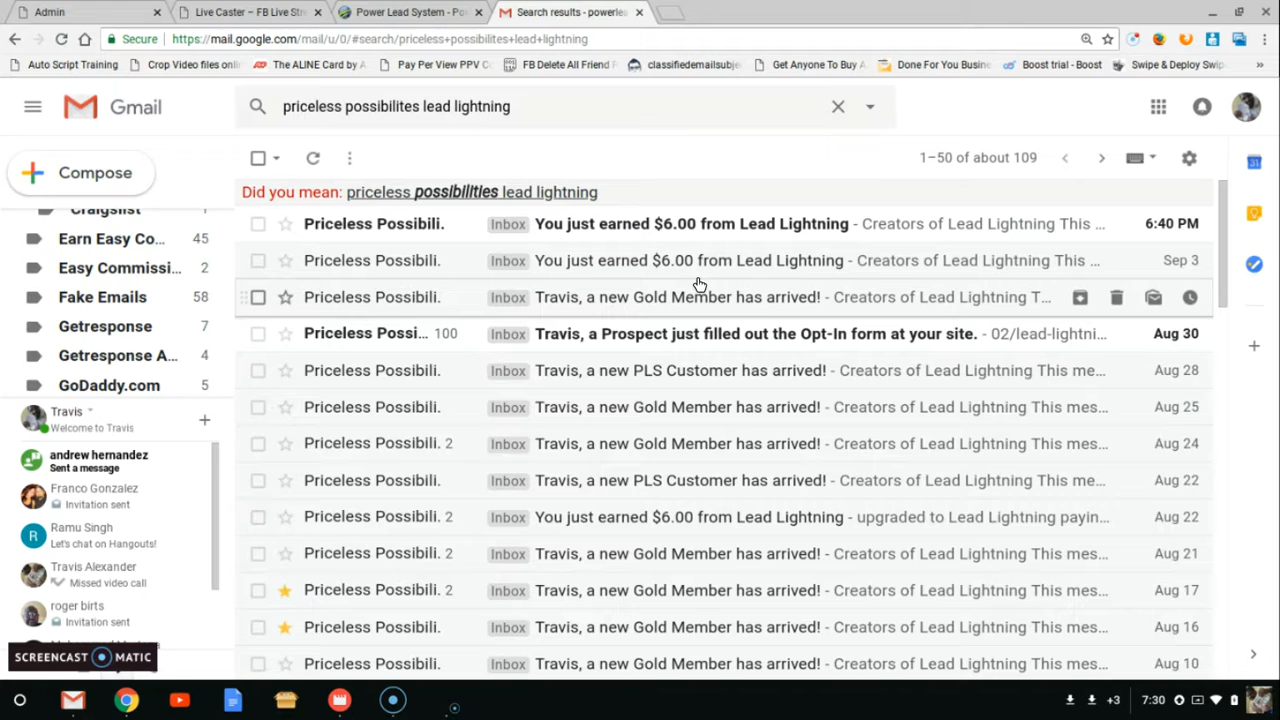 Admin
Live Caster – FB Live Stre
Power Lead System - Po
Search results - powerle
Secure
https://mail.google.com/mail/u/0/#search/priceless+possibilites+lead+lightning
Auto Script Training
Crop Video files onli
The ALINE Card by A
Pay Per View PPV C
FB Delete All Friend
classifiedemailsubje
Get Anyone To Buy
Done For You Busine
Boost trial - Boost
Swipe & Deploy Swip
»
Gmail
priceless possibilites lead lightning
Compose
1–50 of about 109
Did you mean: priceless possibilities lead lightning
Craigslist 1
Earn Easy Co... 45
Easy Commissi... 2
Fake Emails 58
Getresponse 7
Getresponse A... 4
GoDaddy.com 5
Travis
Welcome to Travis
andrew hernandez
Sent a message
Franco Gonzalez
Invitation sent
R
Ramu Singh
Let's chat on Hangouts!
Travis Alexander
Missed video call
roger birts
Invitation sent
Priceless Possibili. Inbox You just earned $6.00 from Lead Lightning - Creators of Lead Lightning This ... 6:40 PM
Priceless Possibili. Inbox You just earned $6.00 from Lead Lightning - Creators of Lead Lightning This ... Sep 3
Priceless Possibili. Inbox Travis, a new Gold Member has arrived! - Creators of Lead Lightning T...
Priceless Possi... 100 Inbox Travis, a Prospect just filled out the Opt-In form at your site. - 02/lead-lightni... Aug 30
Priceless Possibili. Inbox Travis, a new PLS Customer has arrived! - Creators of Lead Lightning This me... Aug 28
Priceless Possibili. Inbox Travis, a new Gold Member has arrived! - Creators of Lead Lightning This mes... Aug 25
Priceless Possibili. 2 Inbox Travis, a new Gold Member has arrived! - Creators of Lead Lightning This mes... Aug 24
Priceless Possibili. Inbox Travis, a new PLS Customer has arrived! - Creators of Lead Lightning This me... Aug 22
Priceless Possibili. 2 Inbox You just earned $6.00 from Lead Lightning - upgraded to Lead Lightning payin... Aug 22
Priceless Possibili. 2 Inbox Travis, a new Gold Member has arrived! - Creators of Lead Lightning This mes... Aug 21
Priceless Possibili. 2 Inbox Travis, a new Gold Member has arrived! - Creators of Lead Lightning This mes... Aug 17
Priceless Possibili. Inbox Travis, a new Gold Member has arrived! - Creators of Lead Lightning This mes... Aug 16
Priceless Possibili. Inbox Travis, a new Gold Member has arrived! - Creators of Lead Lightning This mes... Aug 10
SCREENCAST MATIC
+3
7:30